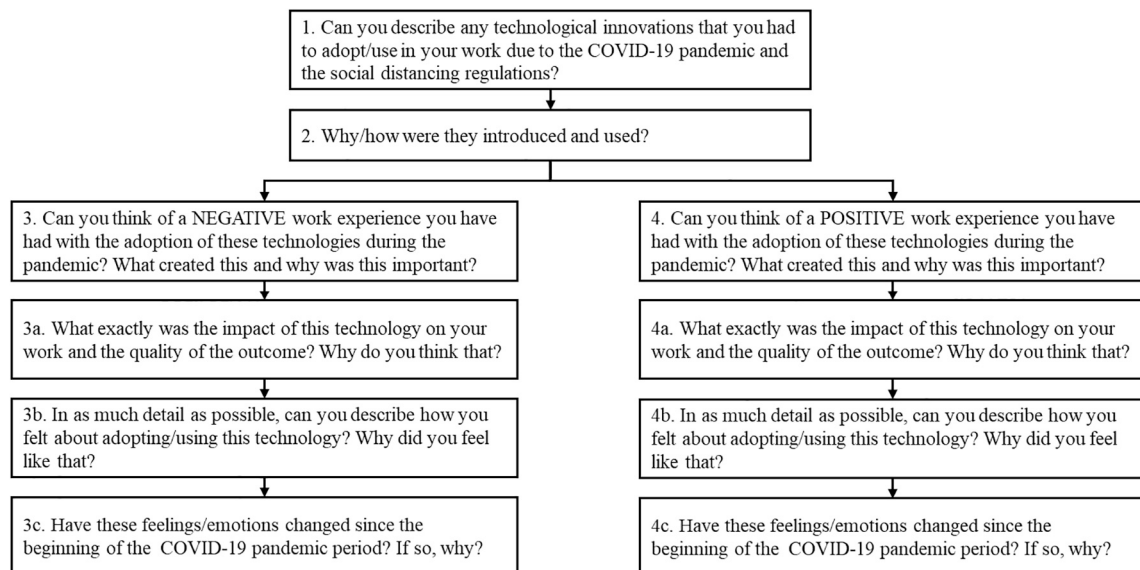 1. Can you describe any technological innovations that you had
to adopt/use in your work due to the COVID-19 pandemic and
the social distancing regulations?
2. Why/how were they introduced and used?
3. Can you think of a NEGATIVE work experience you have
had with the adoption of these technologies during the
pandemic? What created this and why was this important?
3a. What exactly was the impact of this technology on your
work and the quality of the outcome? Why do you think that?
3b. In as much detail as possible, can you describe how you
felt about adopting/using this technology? Why did you feel
like that?
3c. Have these feelings/emotions changed since the
beginning of the COVID-19 pandemic period? If so, why?
4. Can you think of a POSITIVE work experience you have
had with the adoption of these technologies during the
pandemic? What created this and why was this important?
4a. What exactly was the impact of this technology on your
work and the quality of the outcome? Why do you think that?
4b. In as much detail as possible, can you describe how you
felt about adopting/using this technology? Why did you feel
like that?
4c. Have these feelings/emotions changed since the
beginning of the COVID-19 pandemic period? If so, why?